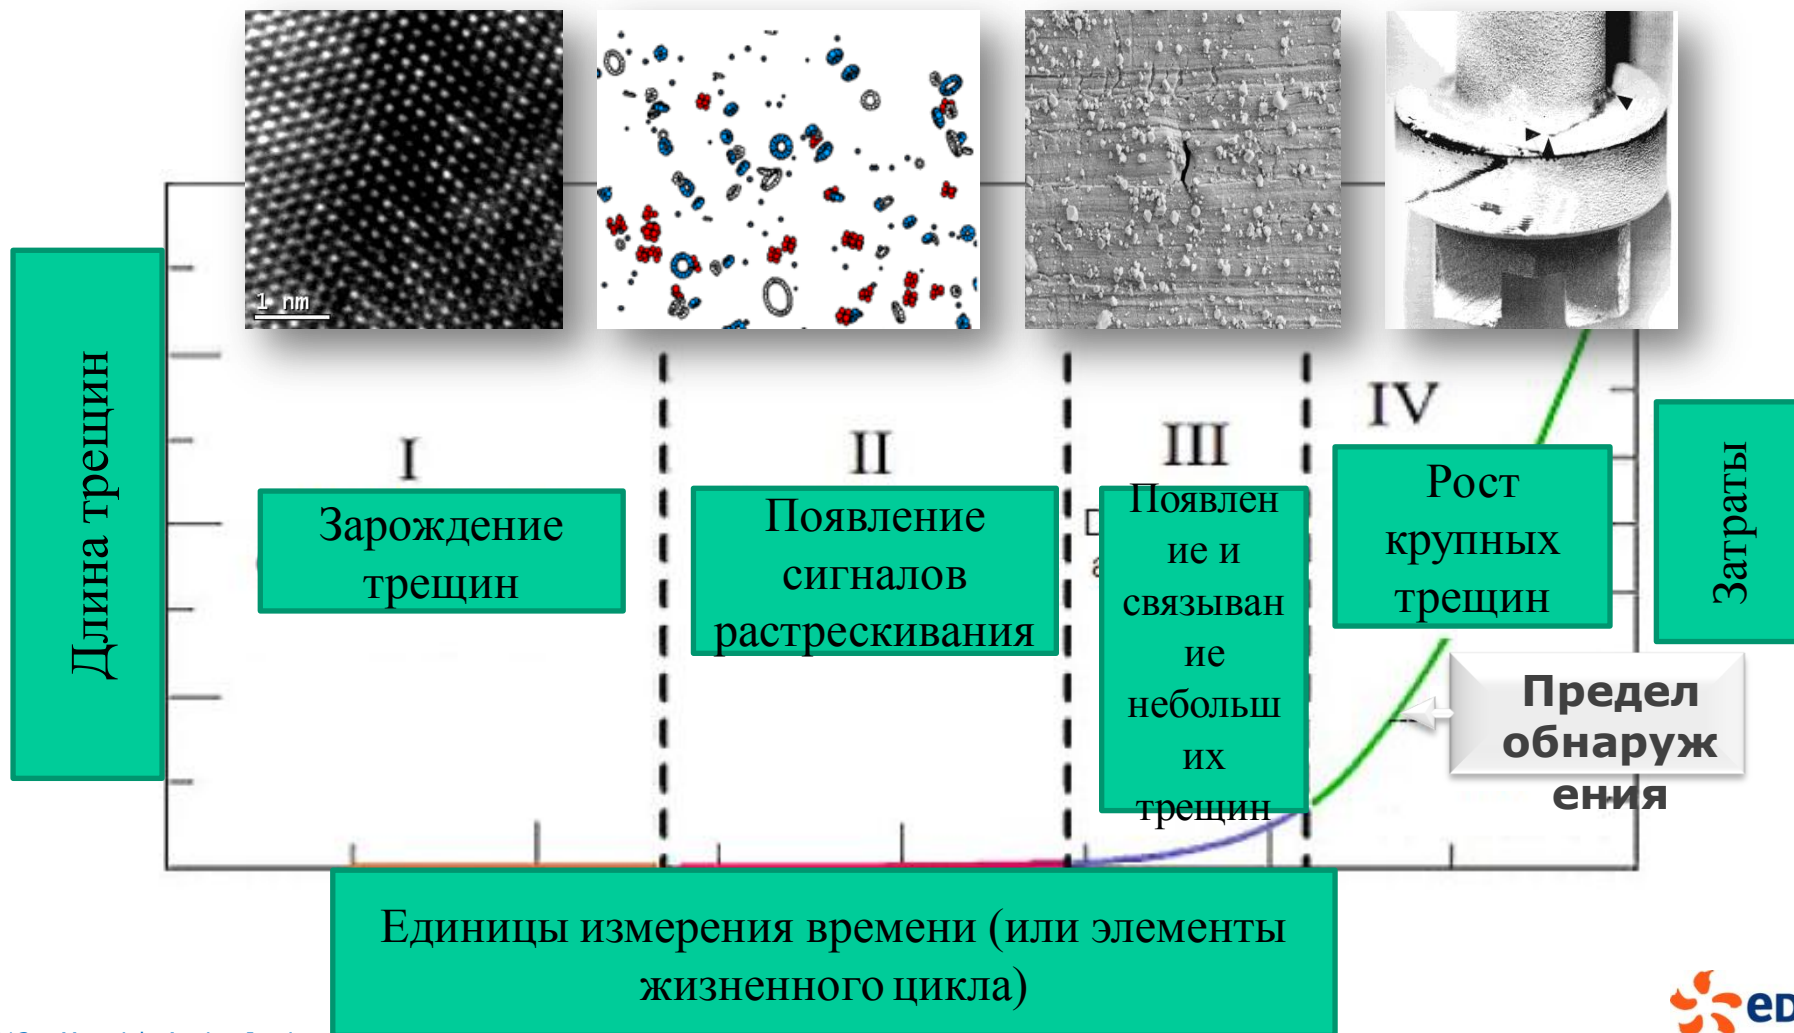 1 nm
I
II
III
IV
Длина трещин
Зарождение
трещин
Появление
сигналов
растрескивания
Появлен
ие и
связыван
ие
небольш
их
трещин
Рост
крупных
трещин
Затраты
Предел
обнаруж
ения
Единицы измерения времени (или элементы
жизненного цикла)